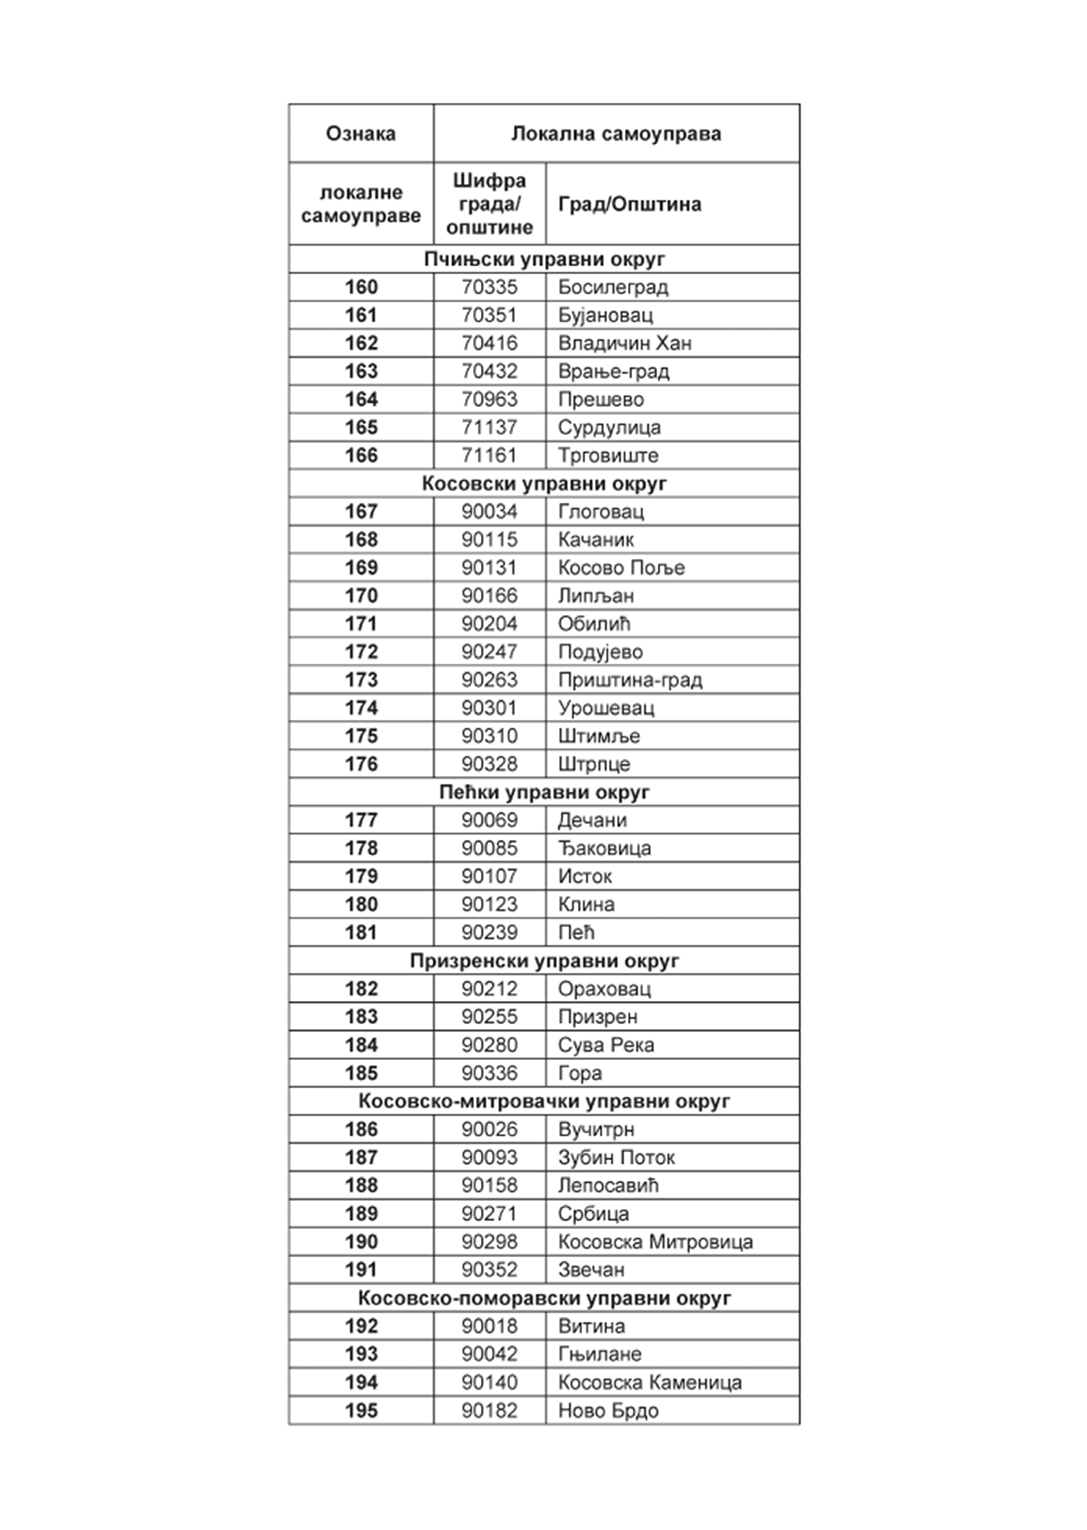 Ознака Локална самоуправа
локалне самоуправе Шифра града/ општине Град/Општина
Пчињски управни округ
160 70335 Босилеград
161 70351 Бујановац
162 70416 Владичин Хан
163 70432 Врање-град
164 70963 Прешево
165 71137 Сурдулица
166 71161 Трговиште
Косовски управни округ
167 90034 Глоговац
168 90115 Качаник
169 90131 Косово Поље
170 90166 Липљан
171 90204 Обилић
172 90247 Подујево
173 90263 Приштина-град
174 90301 Урошевац
175 90310 Штимље
176 90328 Штрпце
Пећки управни округ
177 90069 Дечани
178 90085 Ђаковица
179 90107 Исток
180 90123 Клина
181 90239 Пећ
Призренски управни округ
182 90212 Ораховац
183 90255 Призрен
184 90280 Сува Река
185 90336 Гора
Косовско-митровачки управни округ
186 90026 Вучитрн
187 90093 Зубин Поток
188 90158 Лепосавић
189 90271 Србица
190 90298 Косовска Митровица
191 90352 Звечан
Косовско-поморавски управни округ
192 90018 Витина
193 90042 Гњилане
194 90140 Косовска Каменица
195 90182 Ново Брдо